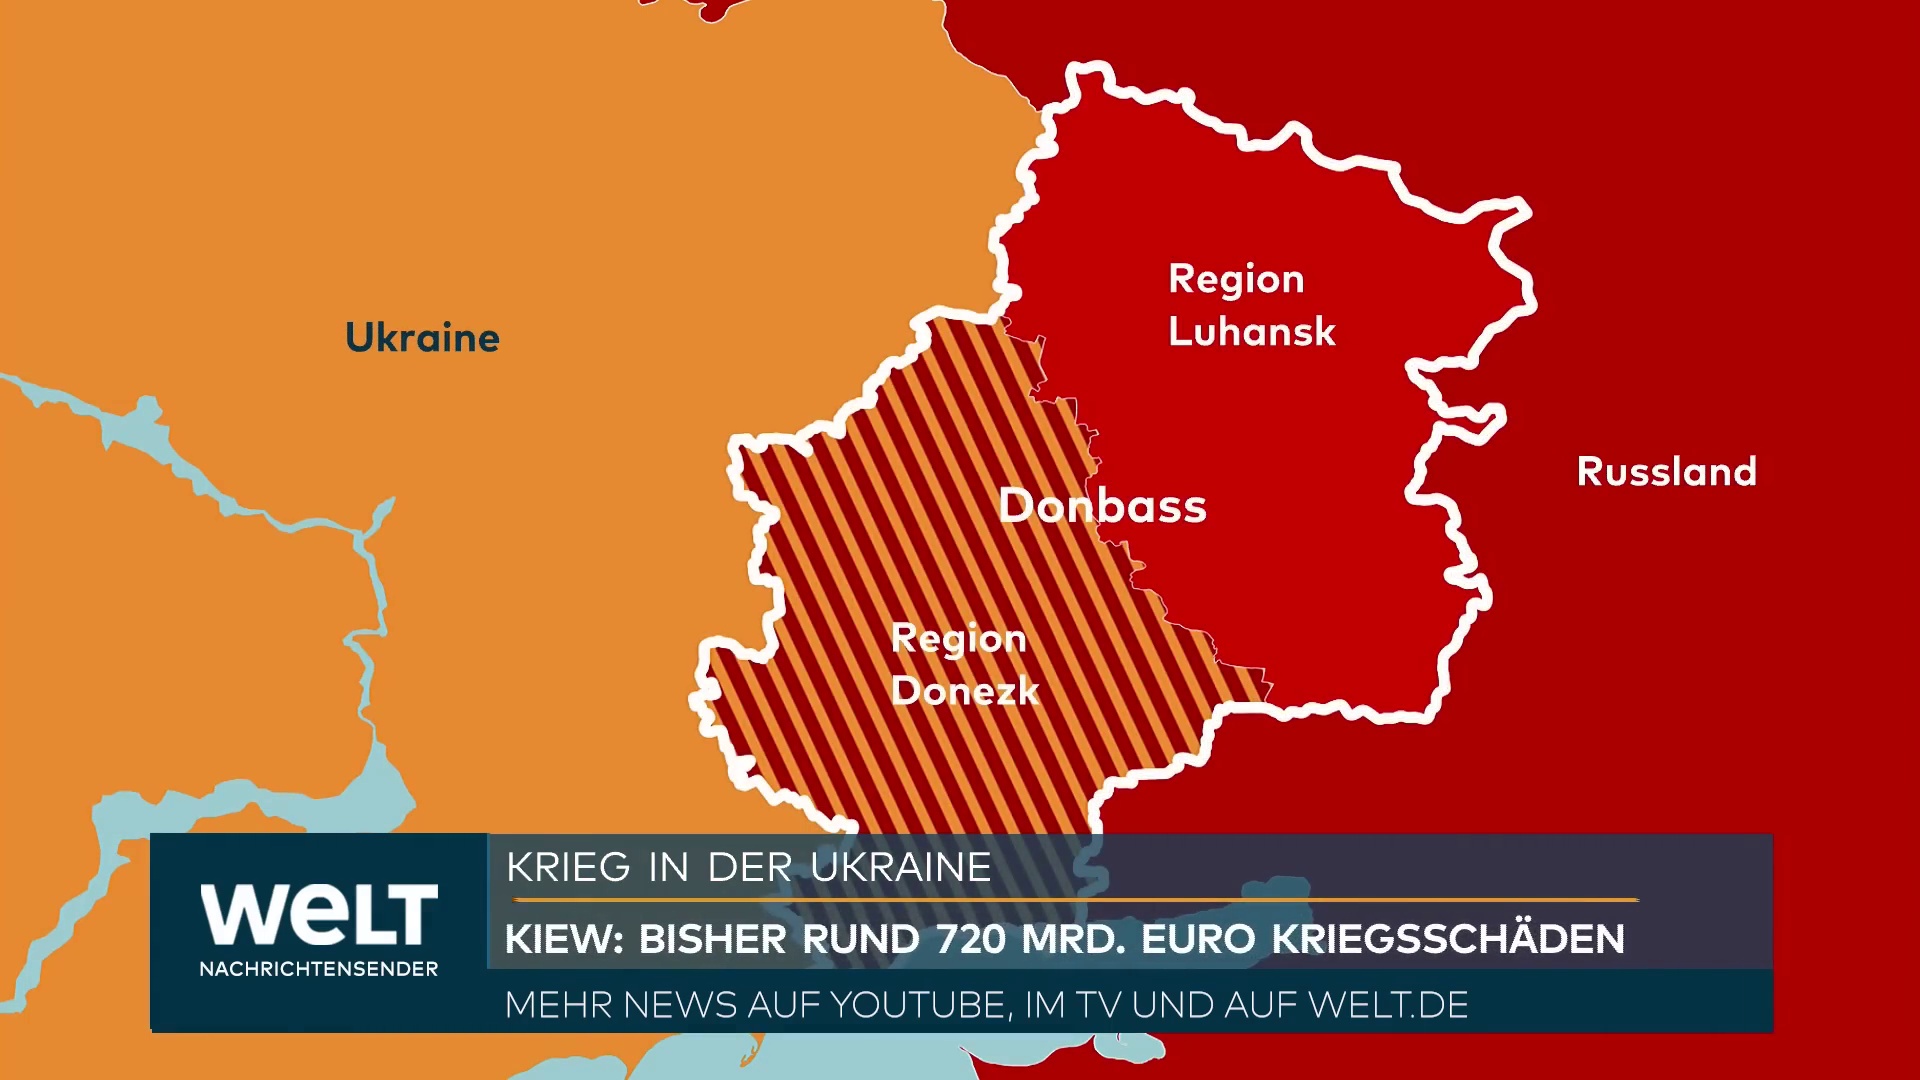 Region
Luhansk
Ukraine
Russland
Donbass
Region
Donezk
WELT
NACHRICHTENSENDER
KRIEG IN DER UKRAINE
KIEW: BISHER RUND 720 MRD. EURO KRIEGSSCHÄDEN
MEHR NEWS AUF YOUTUBE, IM TV UND AUF WELT.DE